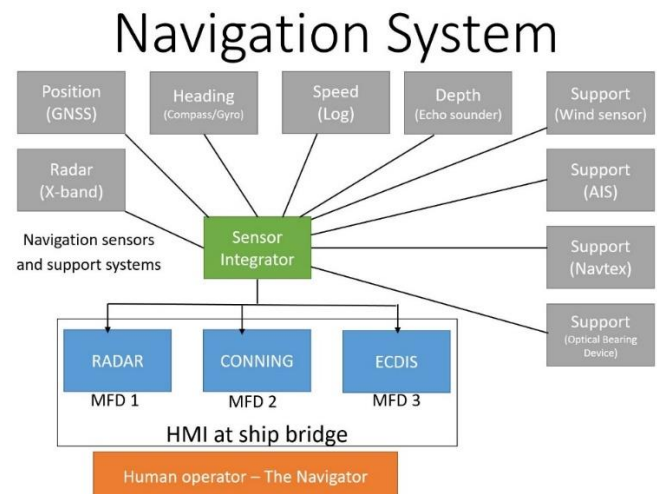 Navigation System
Position
(GNSS)
Heading
(Compass/Gyro)
Speed
(Log)
Depth
(Echo sounder)
Support
(Wind sensor)
Radar
(X-band)
Support
(AIS)
Navigation sensors
and support systems
Sensor
Integrator
Support
(Navtex)
Support
(Optical Bearing
Device)
RADAR
CONNING
ECDIS
MFD 1
MFD 2
MFD 3
HMI at ship bridge
Human operator – The Navigator